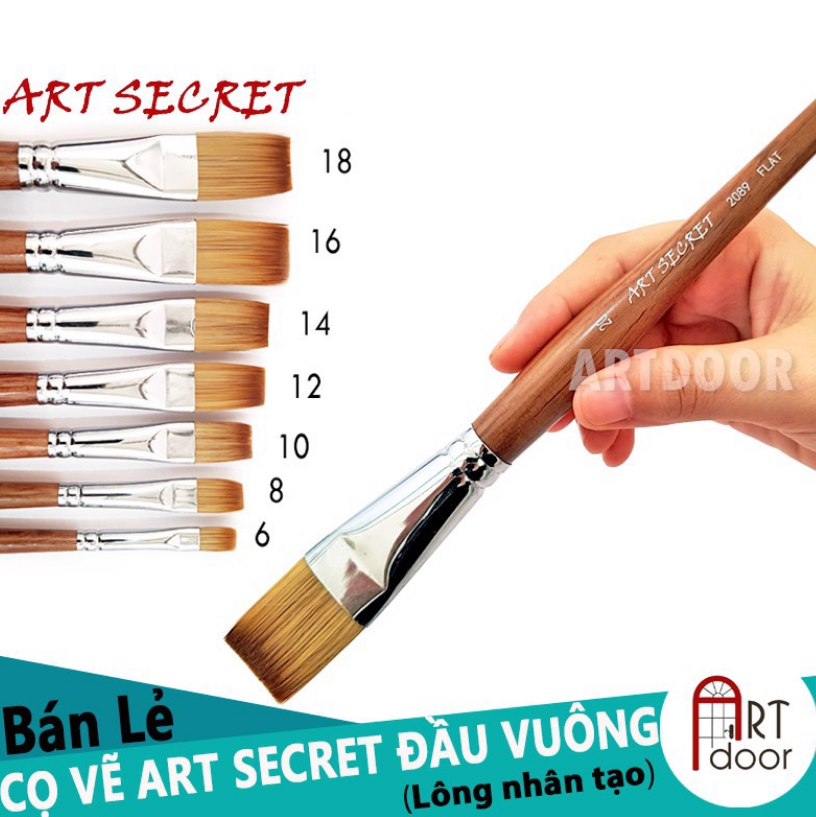 ART SECRET
18
16
14
12
10
8
6
20 ART SECRET 2089 FLAT
ARTDOOR
Bán Lẻ
CỌ VẼ ART SECRET ĐẦU VUÔNG
(Lông nhân tạo)
ART
door